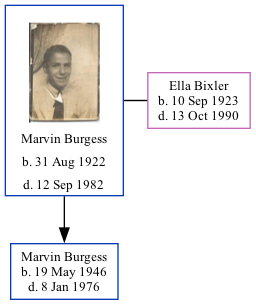 Marvin Burgess
b. 31 Aug 1922
d. 12 Sep 1982
Ella Bixler
b. 10 Sep 1923
d. 13 Oct 1990
Marvin Burgess
b. 19 May 1946
d. 8 Jan 1976